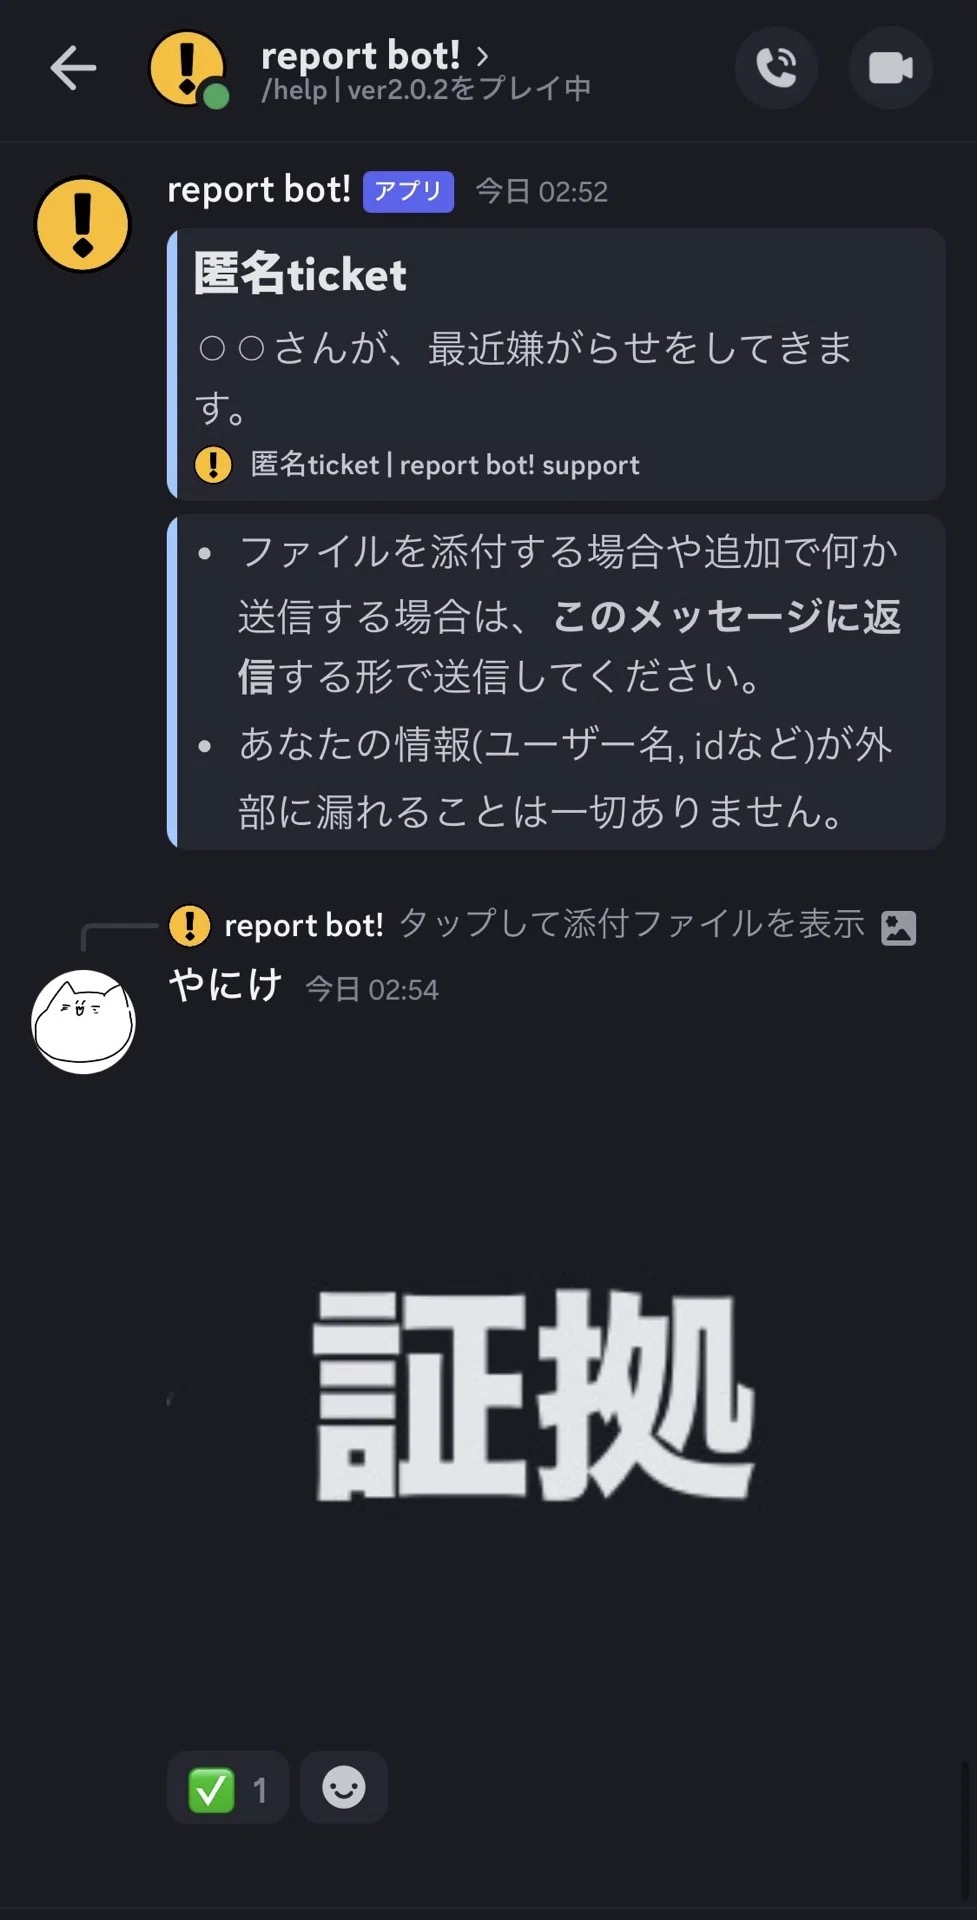 report bot! ›
/help | ver2.0.2をプレイ中
report bot! アプリ 今日 02:52
匿名ticket
○○さんが、最近嫌がらせをしてきま
す。
匿名ticket | report bot! support
• ファイルを添付する場合や追加で何か
送信する場合は、このメッセージに返
信する形で送信してください。
• あなたの情報(ユーザー名, idなど)が外
部に漏れることは一切ありません。
report bot! タップして添付ファイルを表示
やにけ 今日 02:54
証拠
1